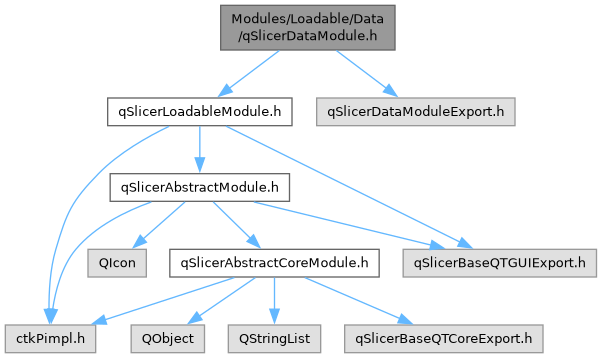 Modules/Loadable/Data
/qSlicerDataModule.h
qSlicerLoadableModule.h
qSlicerDataModuleExport.h
qSlicerAbstractModule.h
QIcon
qSlicerAbstractCoreModule.h
qSlicerBaseQTGUIExport.h
ctkPimpl.h
QObject
QStringList
qSlicerBaseQTCoreExport.h